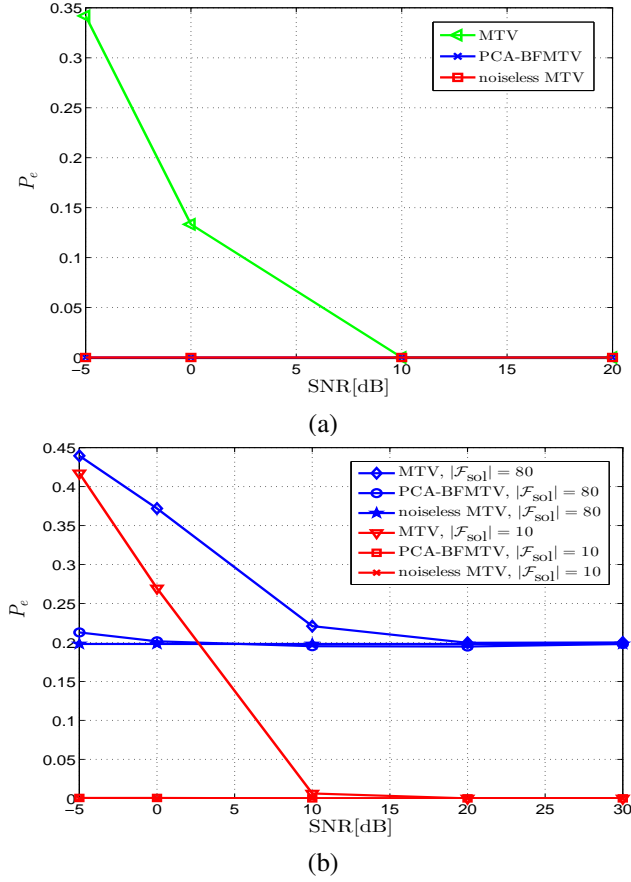 0.35
0.3
0.25
0.2
0.15
0.1
0.05
0
P_e
MTV
PCA-BFMTV
noiseless MTV
−5 0 5 10 15 20
SNR[dB]
(a)
0.45
0.4
0.35
0.3
0.25
0.2
0.15
0.1
0.05
0
P_e
MTV, |F_sol| = 80
PCA-BFMTV, |F_sol| = 80
noiseless MTV, |F_sol| = 80
MTV, |F_sol| = 10
PCA-BFMTV, |F_sol| = 10
noiseless MTV, |F_sol| = 10
−5 0 5 10 15 20 25 30
SNR[dB]
(b)